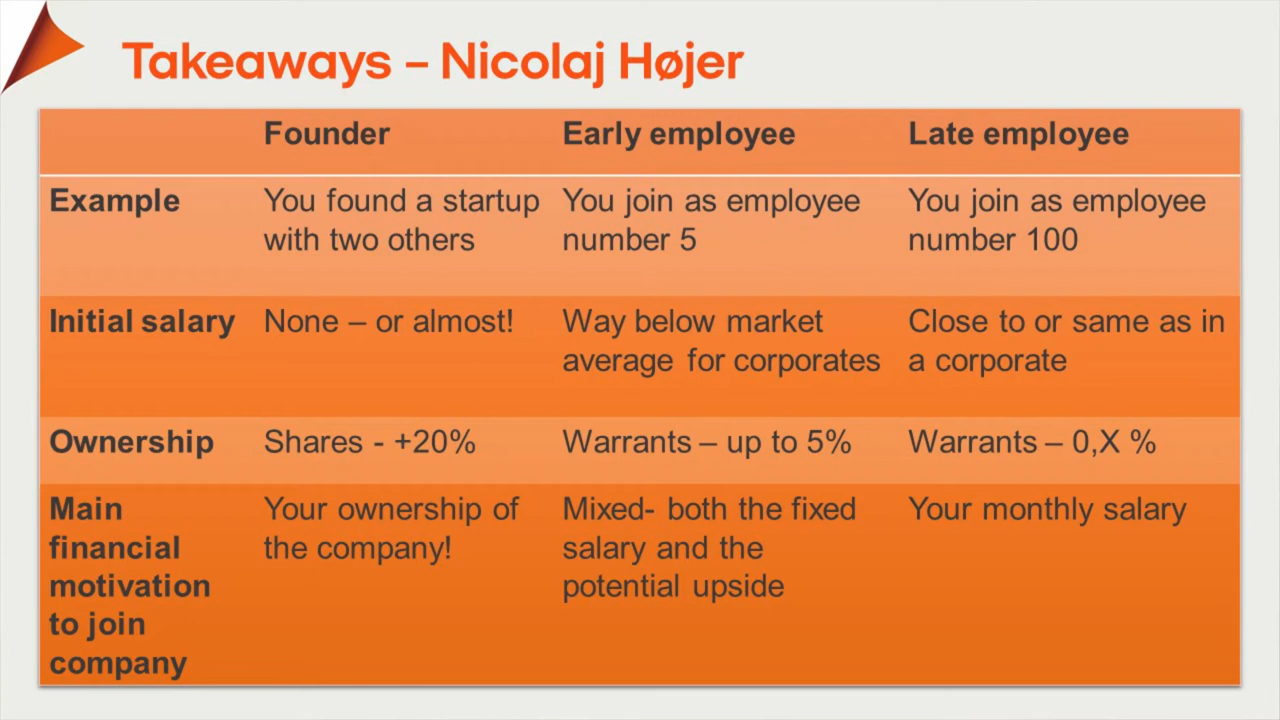 Takeaways – Nicolaj Højer
Founder
Early employee
Late employee
Example
You found a startup
with two others
You join as employee
number 5
You join as employee
number 100
Initial salary
None – or almost!
Way below market
average for corporates
Close to or same as in
a corporate
Ownership
Shares - +20%
Warrants – up to 5%
Warrants – 0,X %
Main
financial
motivation
to join
company
Your ownership of
the company!
Mixed- both the fixed
salary and the
potential upside
Your monthly salary